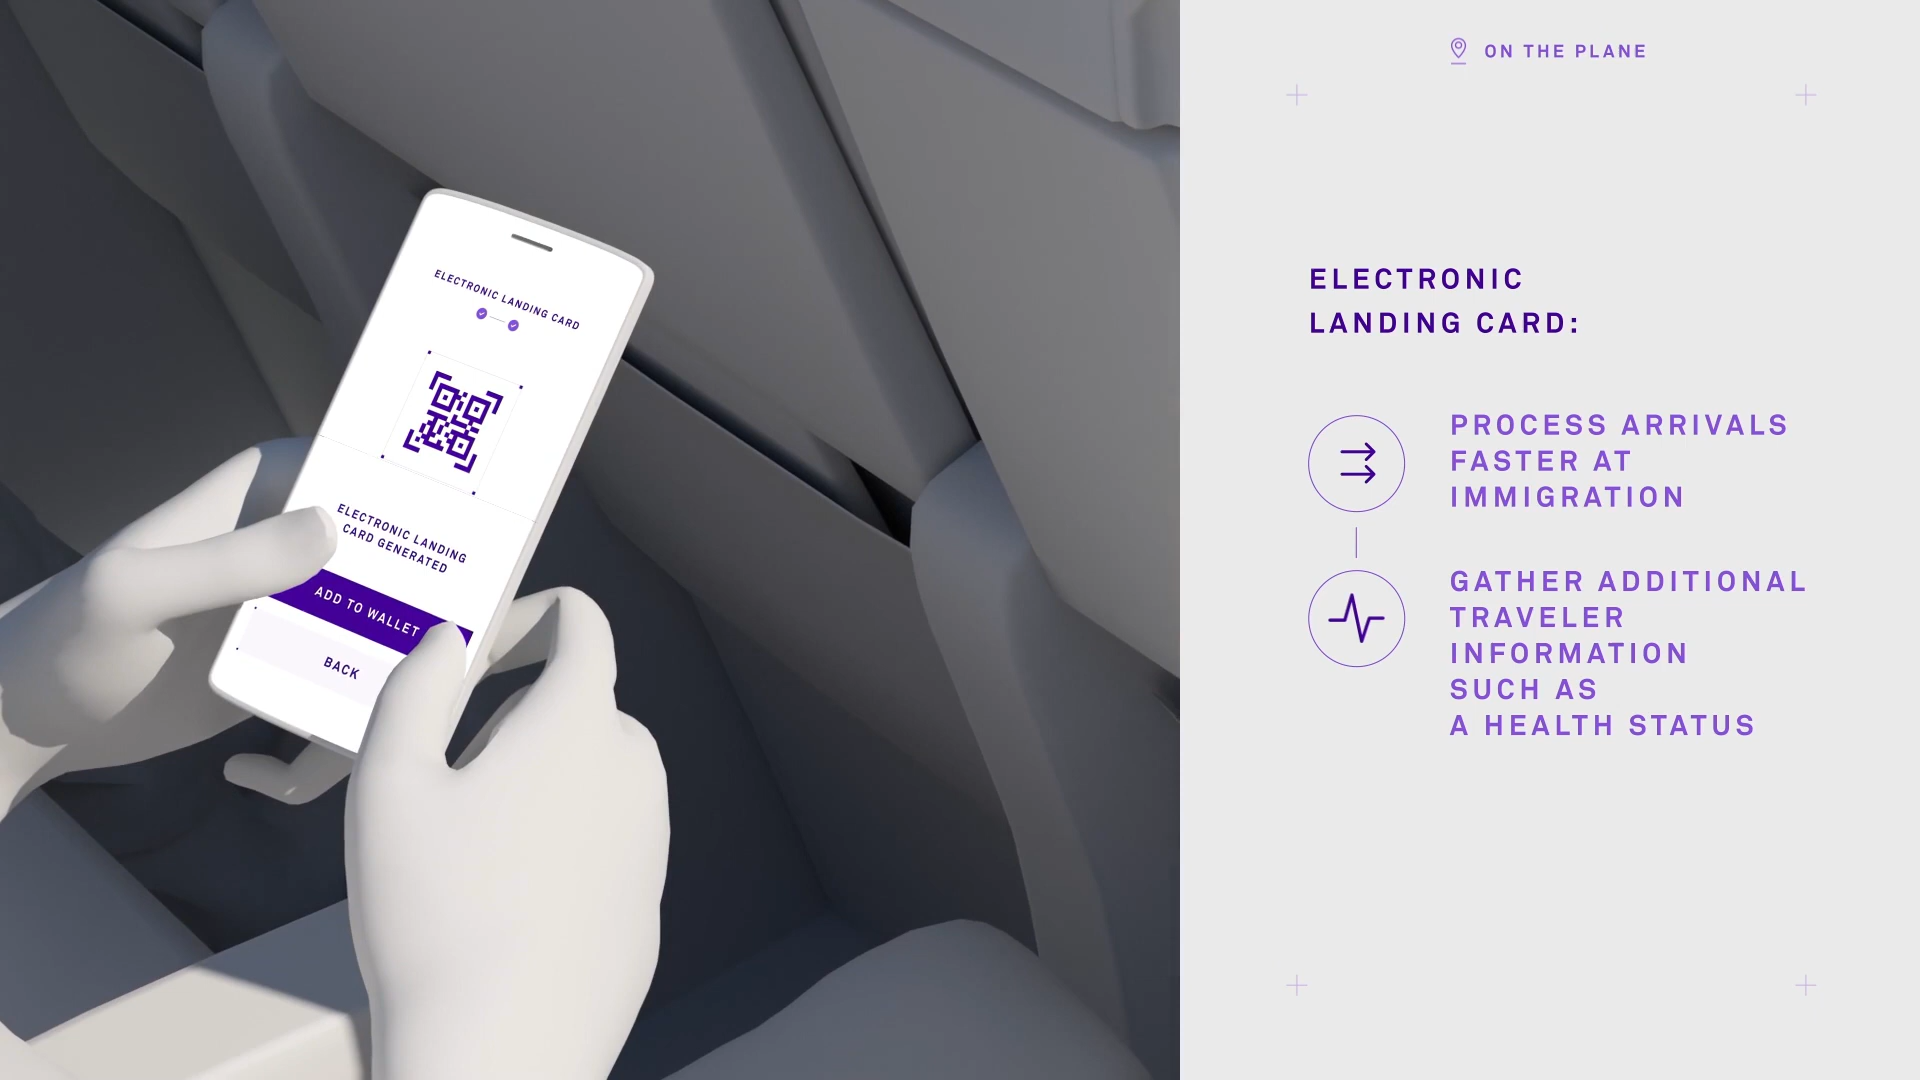 ELECTRONIC LANDING CARD
ELECTRONIC LANDING
CARD GENERATED
ADD TO WALLET
BACK
ON THE PLANE
ELECTRONIC
LANDING CARD:
PROCESS ARRIVALS
FASTER AT
IMMIGRATION
GATHER ADDITIONAL
TRAVELER
INFORMATION
SUCH AS
A HEALTH STATUS